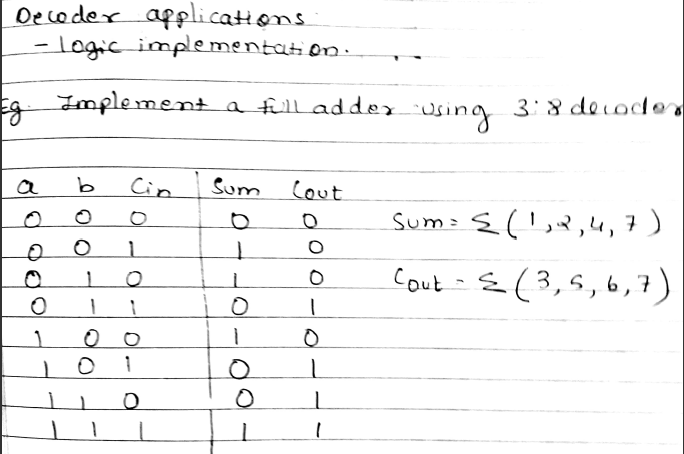 Decoder applications
- logic implementation.
Eg. Implement a full adder using 3:8 decoder
a b Cin Sum Cout
0 0 0 0 0 Sum = Σ(1,2,4,7)
0 0 1 1 0
0 1 0 1 0 Cout = Σ(3,5,6,7)
0 1 1 0 1
1 0 0 1 0
1 0 1 0 1
1 1 0 0 1
1 1 1 1 1